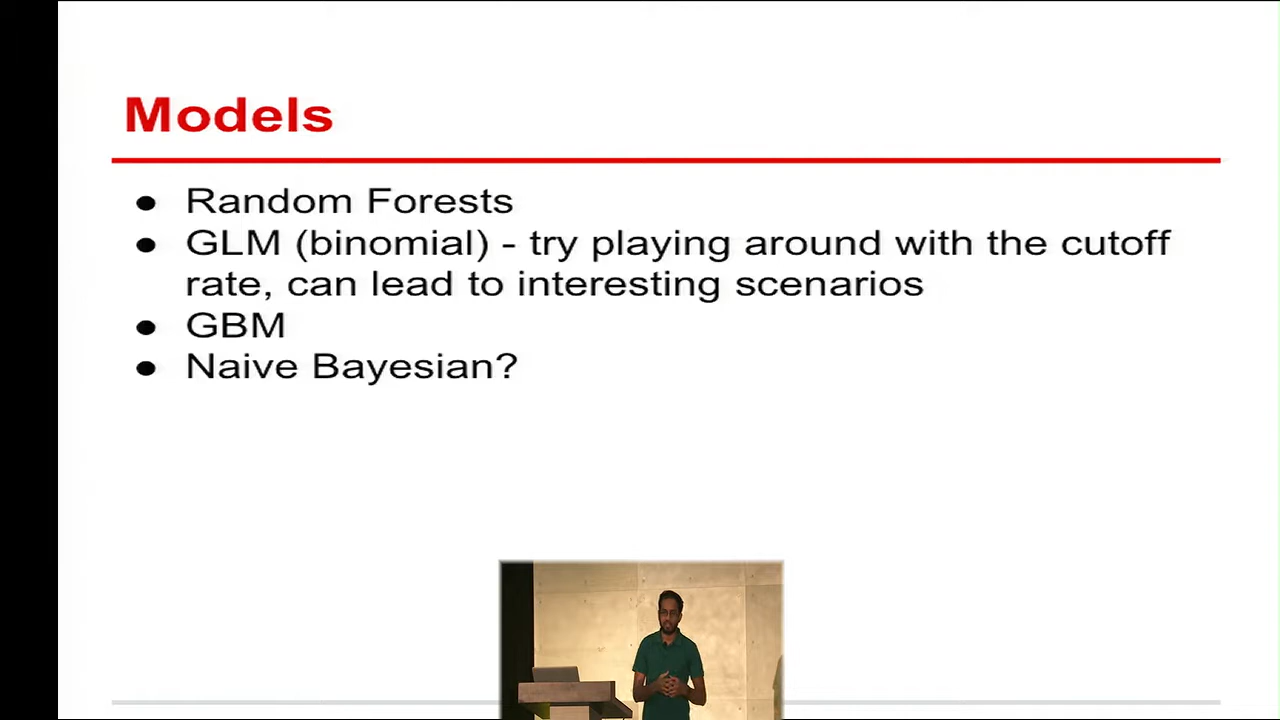 Models
● Random Forests
● GLM (binomial) - try playing around with the cutoff
rate, can lead to interesting scenarios
● GBM
● Naive Bayesian?